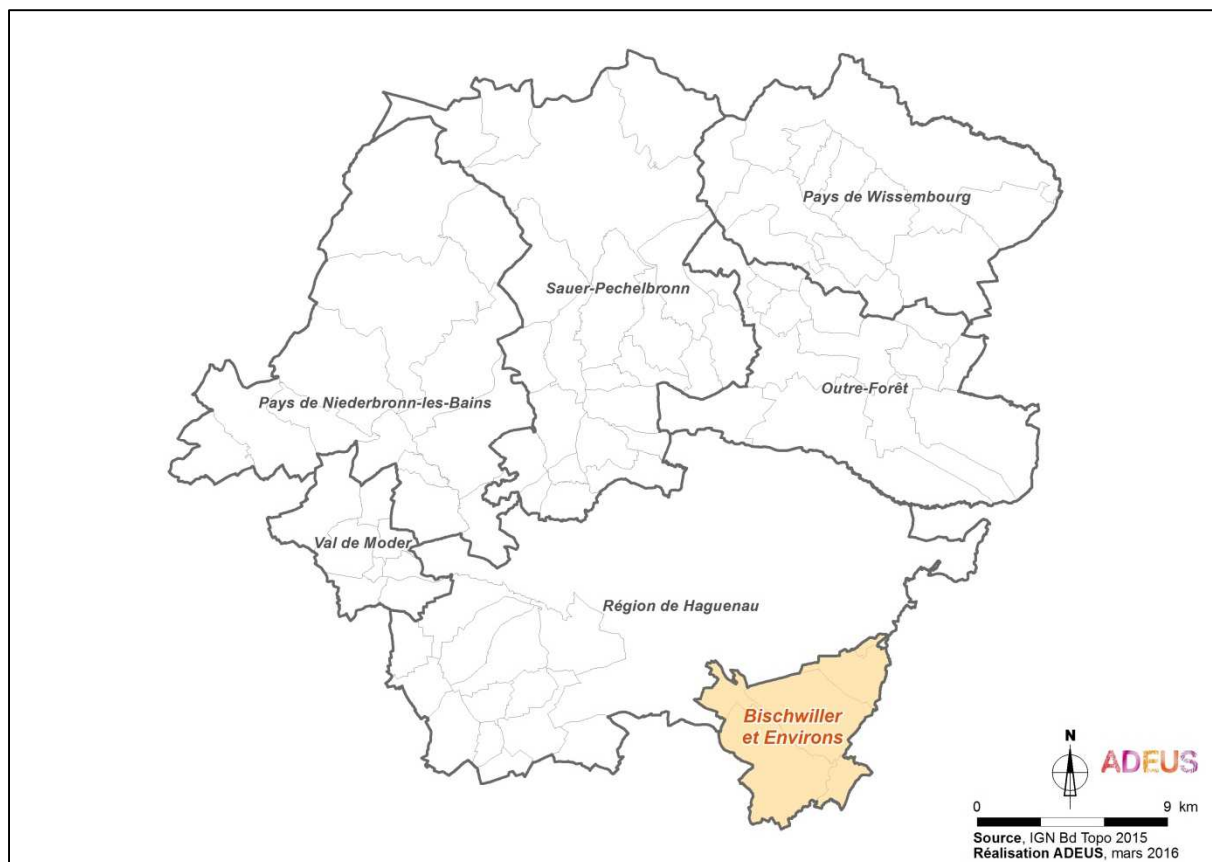 Pays de Wissembourg
Sauer-Pechelbronn
Outre-Forêt
Pays de Niederbronn-les-Bains
Val de Moder
Région de Haguenau
Bischwiller
et Environs
N
ADEUS
0 9 km
Source, IGN Bd Topo 2015
Réalisation ADEUS, mars 2016